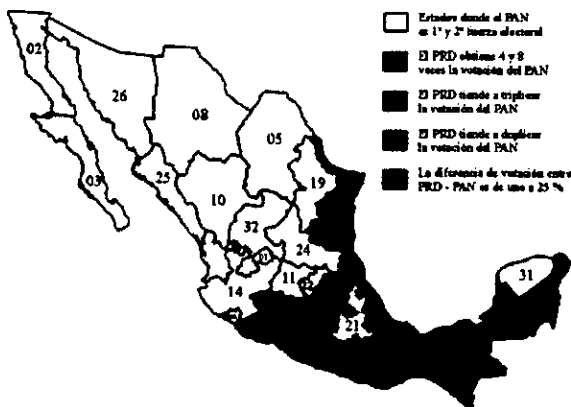 Estados donde el PAN
es 1ª y 2ª fuerza electoral
El PRD obtiene 4 y 8
veces la votación del PAN
El PRD tiende a triplicar
la votación del PAN
El PRD tiende a duplicar
la votación del PAN
La diferencia de votación entre
PRD - PAN es de uno a 25 %
02
26
08
05
03
25
19
10
32
24
14
11
31
21